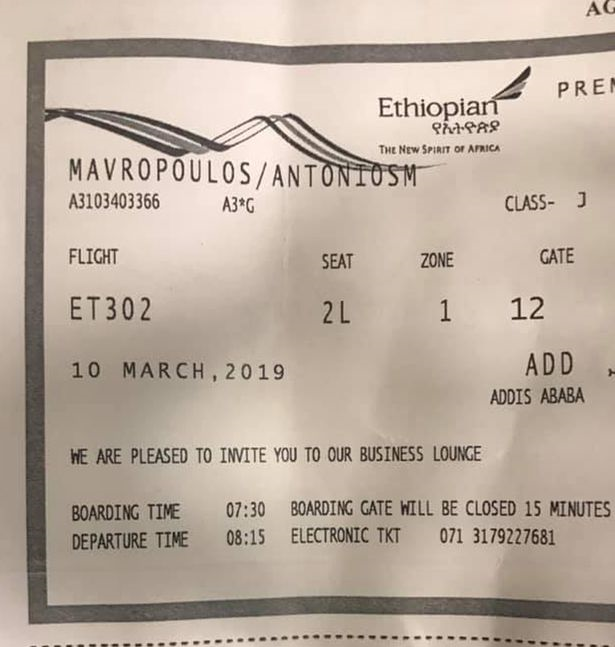 AG
PREM
Ethiopian
የኢትዮጵያ
THE NEW SPIRIT OF AFRICA
MAVROPOULOS/ANTONIOSM
A3103403366 A3*G CLASS- J
FLIGHT SEAT ZONE GATE
ET302 2L 1 12
10 MARCH,2019 ADD
ADDIS ABABA
WE ARE PLEASED TO INVITE YOU TO OUR BUSINESS LOUNGE
BOARDING TIME 07:30 BOARDING GATE WILL BE CLOSED 15 MINUTES
DEPARTURE TIME 08:15 ELECTRONIC TKT 071 3179227681